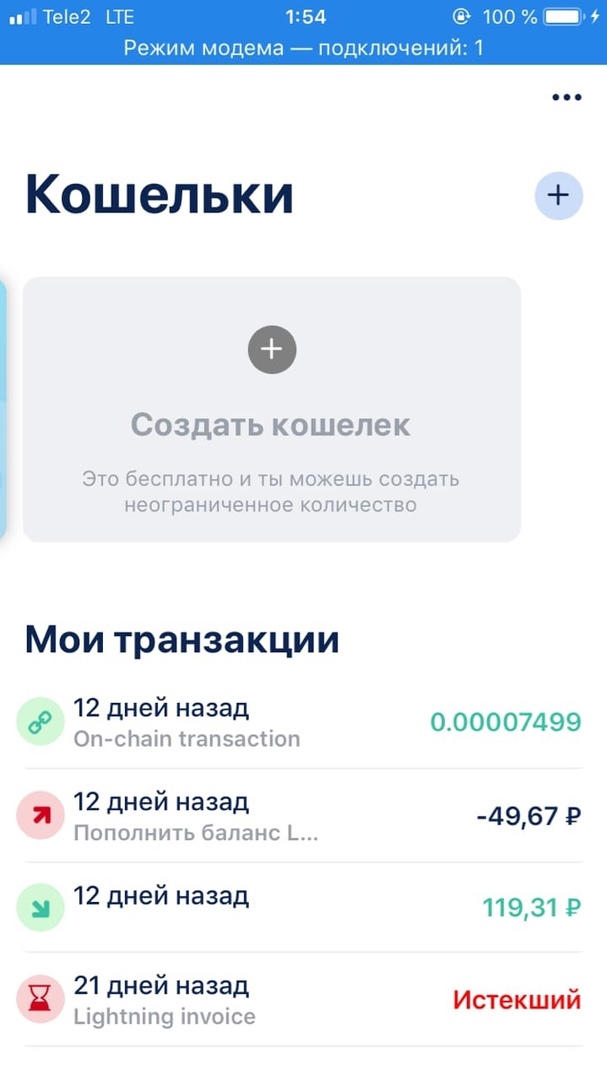 Tele2 LTE 1:54 100 %
Режим модема — подключений: 1
Кошельки
Создать кошелек
Это бесплатно и ты можешь создать
неограниченное количество
Мои транзакции
12 дней назад
On-chain transaction
0.00007499
12 дней назад
Пополнить баланс L...
-49,67 ₽
12 дней назад
119,31 ₽
21 дней назад
Lightning invoice
Истекший